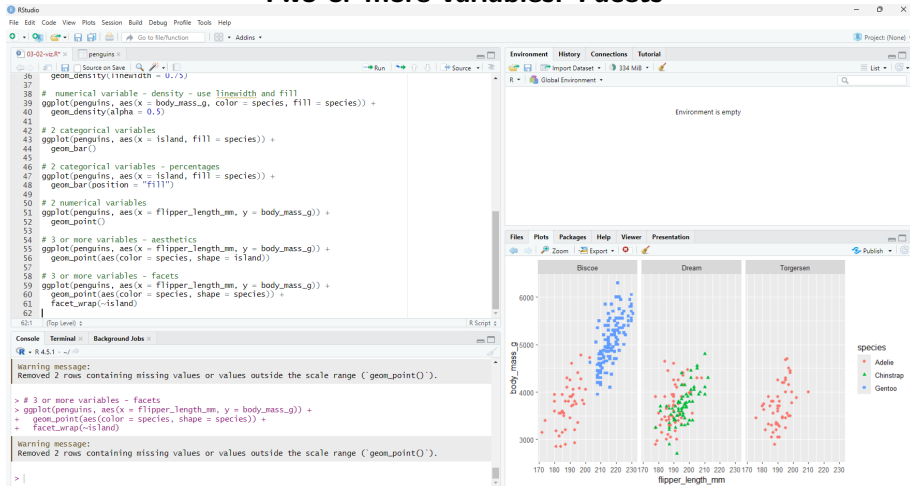 RStudio
File Edit Code View Plots Session Build Debug Profile Tools Help
Go to file/function Addins Project: (None)
03-02-viz.R* penguins
Source on Save Run Source
36 geom_density(linewidth = 0.75)
37
38 # numerical variable - density - use linewidth and fill
39 ggplot(penguins, aes(x = body_mass_g, color = species, fill = species)) +
40 geom_density(alpha = 0.5)
41
42 # 2 categorical variables
43 ggplot(penguins, aes(x = island, fill = species)) +
44 geom_bar()
45
46 # 2 categorical variables - percentages
47 ggplot(penguins, aes(x = island, fill = species)) +
48 geom_bar(position = "fill")
49
50 # 2 numerical variables
51 ggplot(penguins, aes(x = flipper_length_mm, y = body_mass_g)) +
52 geom_point()
53
54 # 3 or more variables - aesthetics
55 ggplot(penguins, aes(x = flipper_length_mm, y = body_mass_g)) +
56 geom_point(aes(color = species, shape = island))
57
58 # 3 or more variables - facets
59 ggplot(penguins, aes(x = flipper_length_mm, y = body_mass_g)) +
60 geom_point(aes(color = species, shape = species)) +
61 facet_wrap(~island)
62
62:1 (Top Level) R Script
Console Terminal Background Jobs
R • R 4.5.1 · ~/
Warning message:
Removed 2 rows containing missing values or values outside the scale range (`geom_point()`).
> # 3 or more variables - facets
> ggplot(penguins, aes(x = flipper_length_mm, y = body_mass_g)) +
+ geom_point(aes(color = species, shape = species)) +
+ facet_wrap(~island)
Warning message:
Removed 2 rows containing missing values or values outside the scale range (`geom_point()`).
>
Environment History Connections Tutorial
Import Dataset 334 MiB List
R Global Environment
Environment is empty
Files Plots Packages Help Viewer Presentation
Zoom Export Publish
Biscoe Dream Torgersen
6000
5000
4000
3000
body_mass_g
170 180 190 200 210 220 230 170 180 190 200 210 220 230 170 180 190 200 210 220 230
flipper_length_mm
species
Adelie
Chinstrap
Gentoo